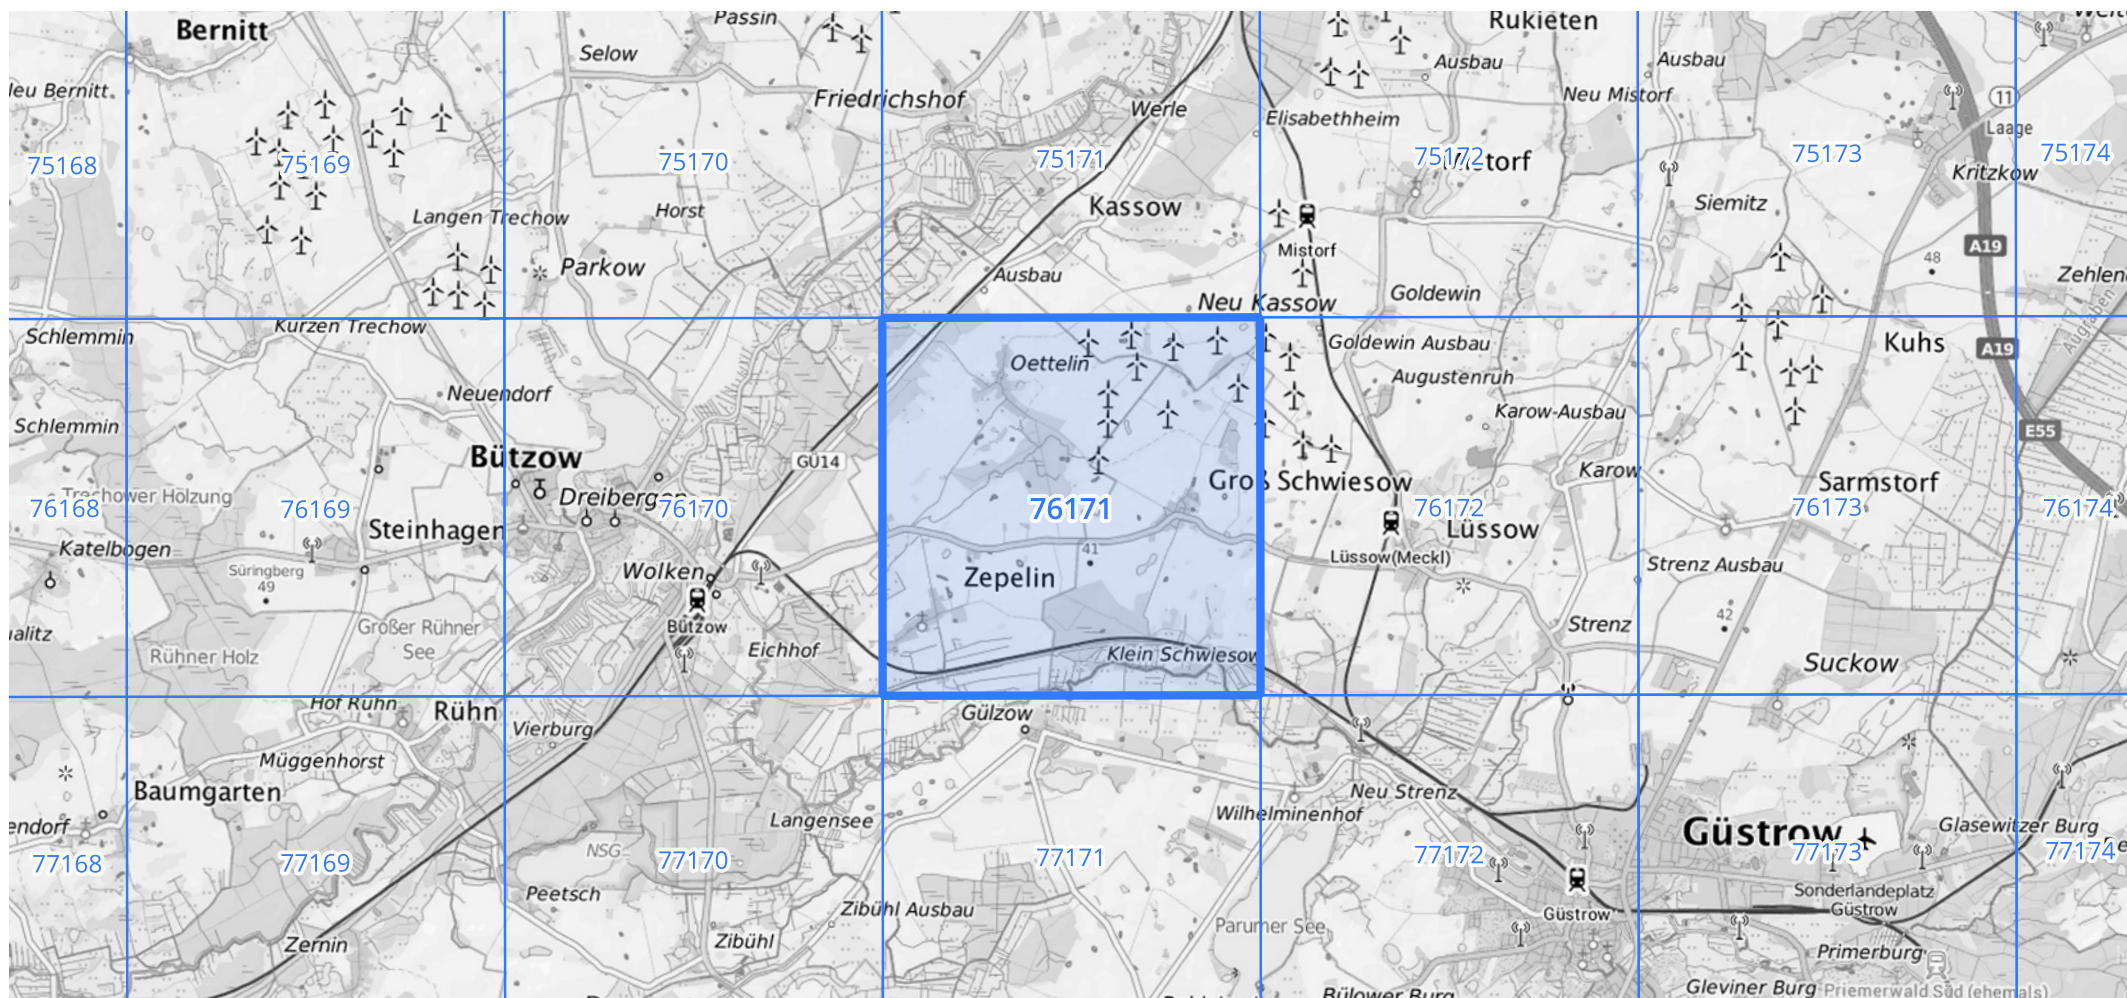 Bernitt
Passin
Rukieten
Selow
Ausbau
Ausbau
Friedrichshof
Werle
Neu Mistorf
11
Laage
Elisabethheim
75168
75169
75170
75171
75172
75173
75174
Kritzkow
Langen Trechow
Horst
Kassow
Siemitz
Mistorf
A19
48
Parkow
Ausbau
Neu Kassow
Goldewin
Augraben
Schlemmin
Kurzen Trechow
Oettelin
Goldewin Ausbau
Kuhs
A19
Neuendorf
Augustenruh
Karow-Ausbau
Schlemmin
E55
Bützow
GÜ14
Groß Schwiesow
Karow
Sarmstorf
Trechower Hölzung
Dreibergen
76168
76169
76170
76171
76172
76173
76174
Steinhagen
Lüssow
Katelbogen
41
Lüssow(Meckl)
Süringberg
49
Wolken
Zepelin
Strenz Ausbau
Bützow
42
Strenz
Großer Rühner
See
Rühner Holz
Eichhof
Klein Schwiesow
Suckow
Hof Rühn
Rühn
Vierburg
Gülzow
Müggenhorst
Baumgarten
Neu Strenz
Wilhelminenhof
Langensee
Güstrow
Glasewitzer Burg
NSG
77168
77169
77170
77171
77172
77173
77174
Peetsch
Sonderlandeplatz
Güstrow
Güstrow
Zibühl Ausbau
Parumer See
Zernin
Zibühl
Primerburg
Bülower Burg
Gleviner Burg
Priemerwald Süd (ehemals)